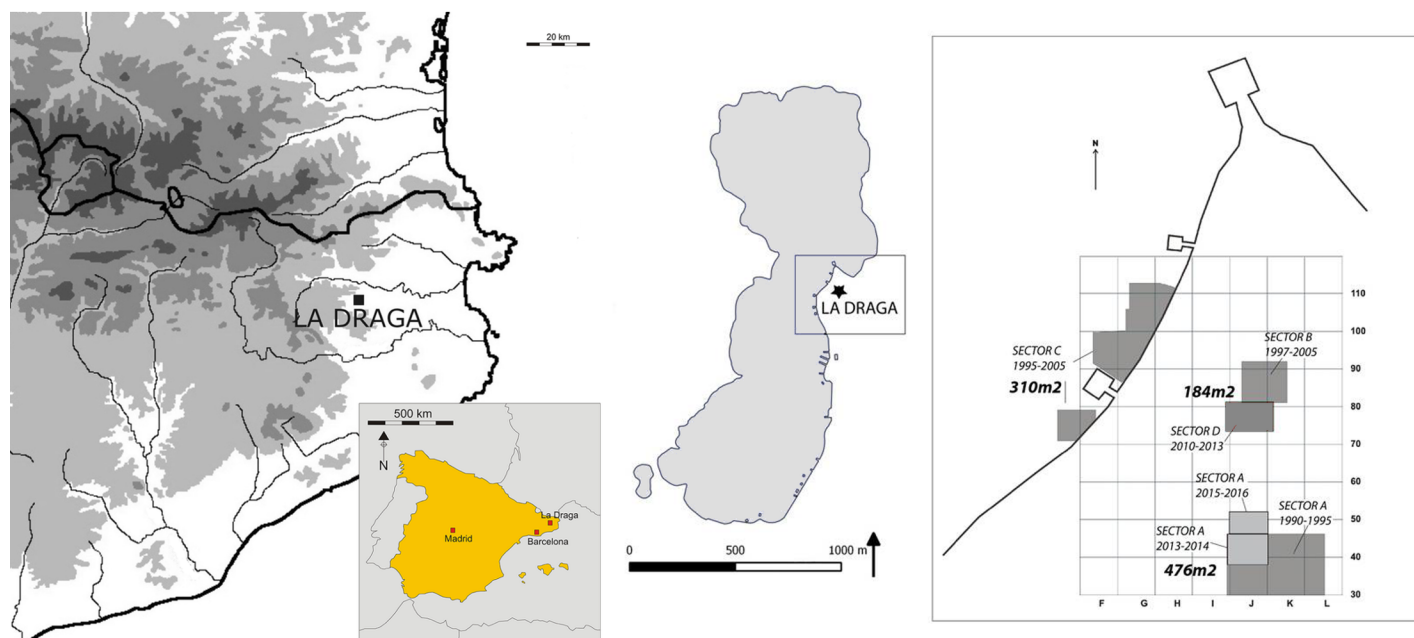 20 km
LA DRAGA
500 km
N
La Draga
Madrid
Barcelona
LA DRAGA
0
500
1000 m
N
110
100
90
80
70
60
50
40
30
SECTOR C
1995-2005
310m2
SECTOR B
1997-2005
184m2
SECTOR D
2010-2013
SECTOR A
2015-2016
SECTOR A
1990-1995
SECTOR A
2013-2014
476m2
F
G
H
I
J
K
L